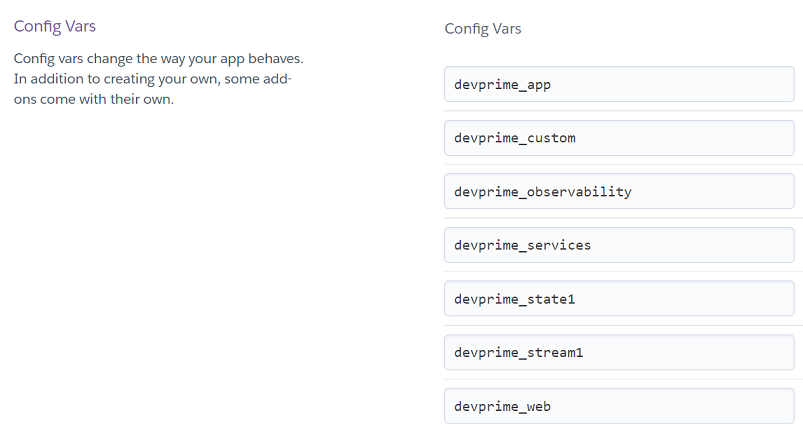 Config Vars
Config vars change the way your app behaves.
In addition to creating your own, some add-
ons come with their own.
Config Vars
devprime_app
devprime_custom
devprime_observability
devprime_services
devprime_state1
devprime_stream1
devprime_web